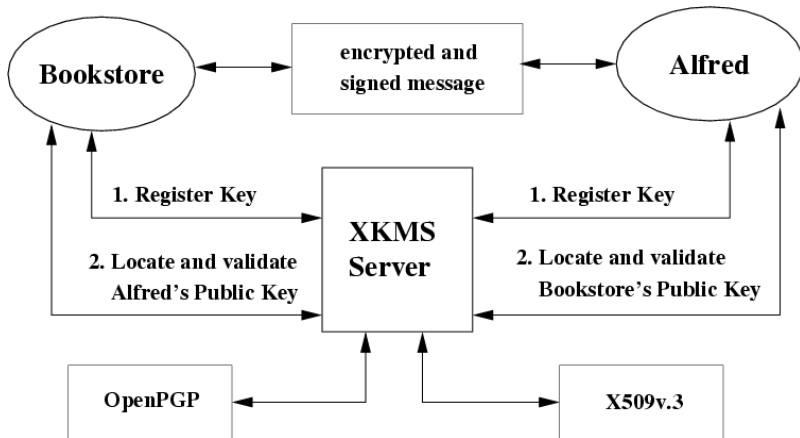 Bookstore
encrypted and
signed message
Alfred
1. Register Key
1. Register Key
XKMS
Server
2. Locate and validate
Alfred's Public Key
2. Locate and validate
Bookstore's Public Key
OpenPGP
X509v.3